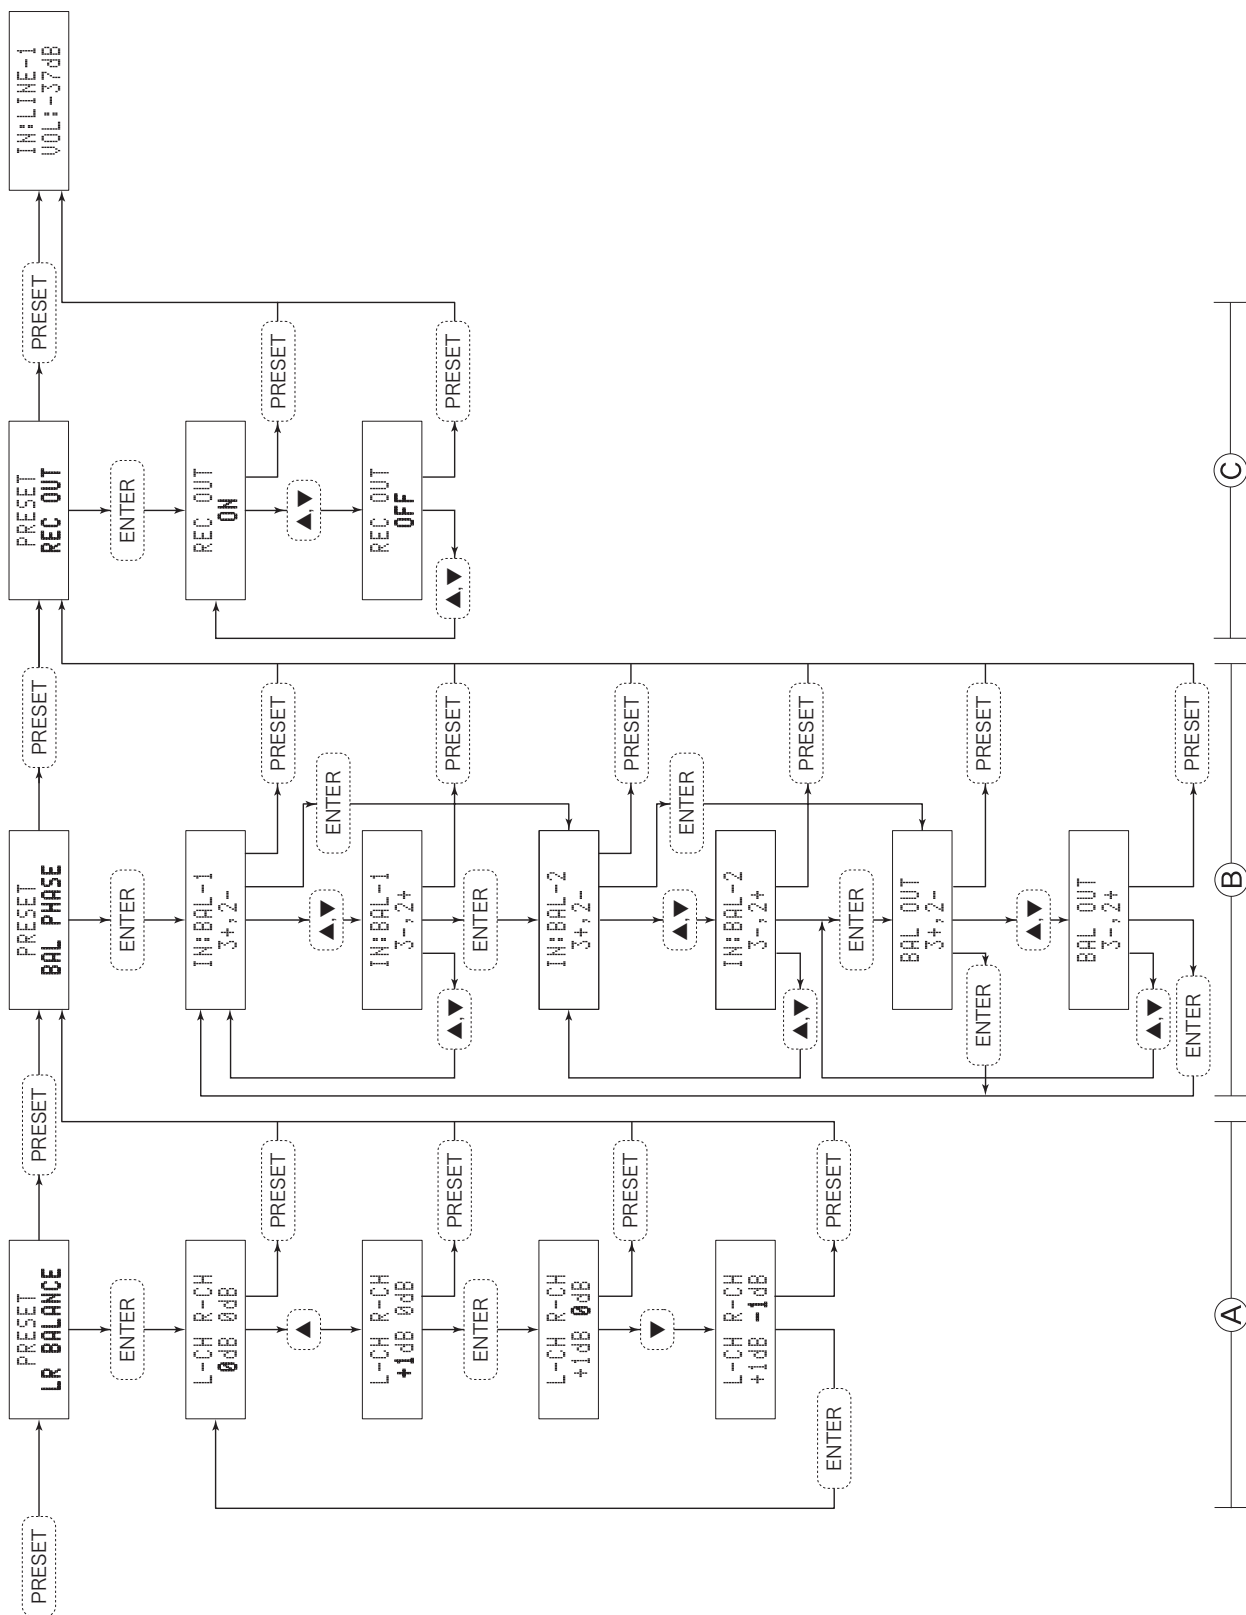 PRESET
PRESET
LR BALANCE
PRESET
ENTER
L-CH R-CH
0dB 0dB
PRESET
▲
L-CH R-CH
+1dB 0dB
PRESET
ENTER
L-CH R-CH
+1dB 0dB
PRESET
▼
L-CH R-CH
+1dB -1dB
ENTER
PRESET
A
PRESET
BAL PHASE
PRESET
ENTER
IN:BAL-1
3+,2-
PRESET
▲,▼
ENTER
IN:BAL-1
3-,2+
▲,▼
ENTER
PRESET
IN:BAL-2
3+,2-
PRESET
▲,▼
ENTER
IN:BAL-2
3-,2+
▲,▼
PRESET
ENTER
BAL OUT
3+,2-
ENTER
PRESET
▲,▼
BAL OUT
3-,2+
▲,▼
ENTER
PRESET
B
PRESET
REC OUT
PRESET
ENTER
REC OUT
ON
PRESET
▲,▼
REC OUT
OFF
▲,▼
PRESET
C
IN:LINE-1
VOL:-37dB